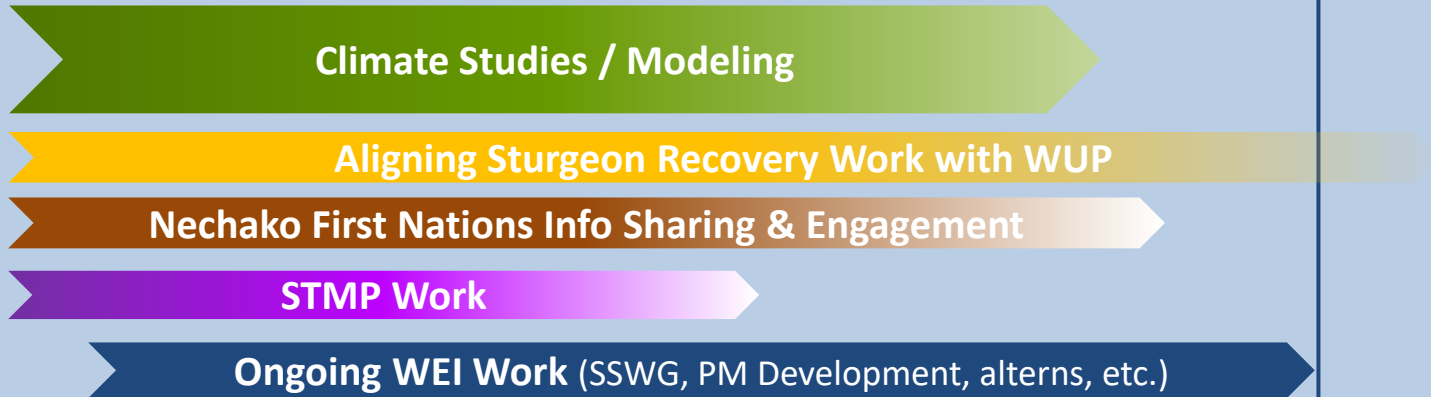 Climate Studies / Modeling
Aligning Sturgeon Recovery Work with WUP
Nechako First Nations Info Sharing & Engagement
STMP Work
Ongoing WEI Work (SSWG, PM Development, alterns, etc.)